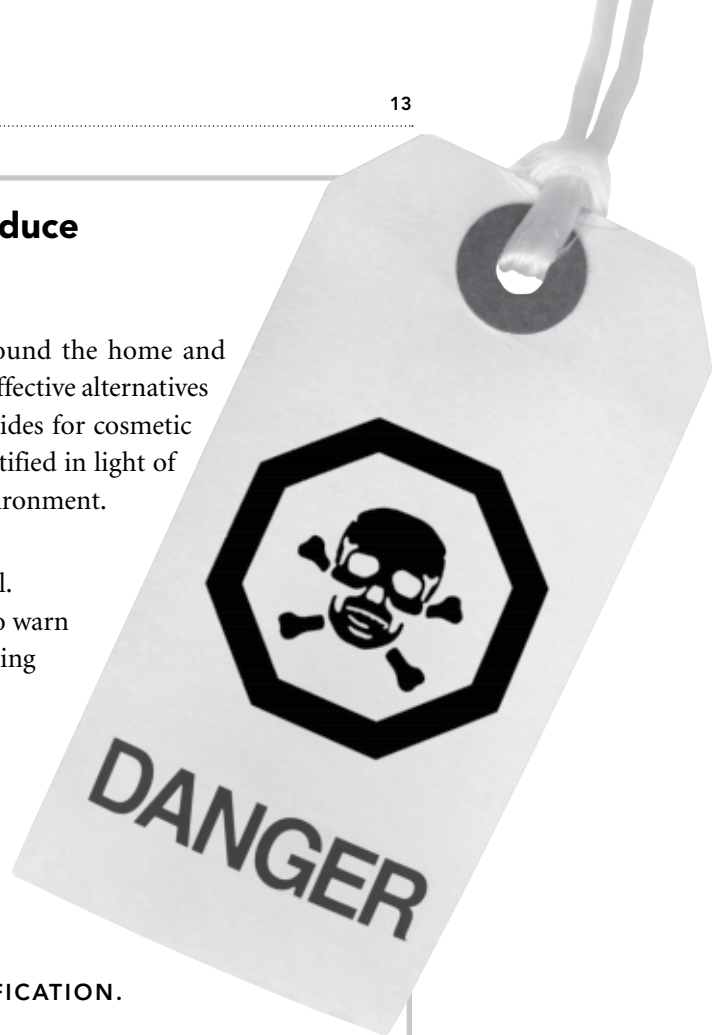 13
duce
ound the home and
ffective alternatives
ides for cosmetic
tified in light of
ironment.
l.
o warn
ing
DANGER
FICATION.